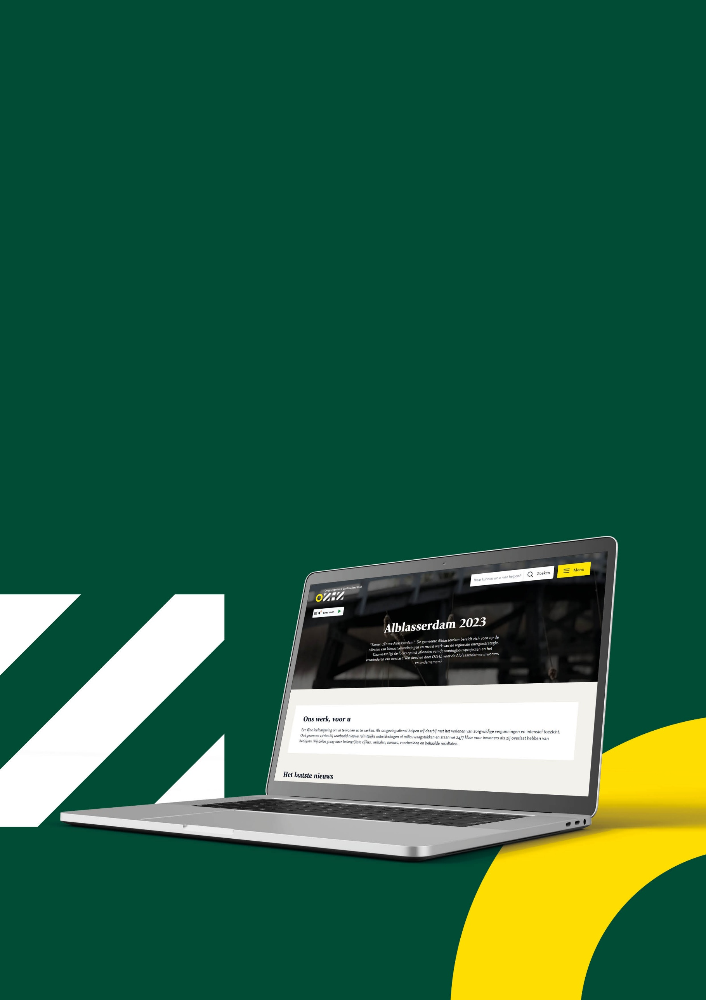 Omgevingsdienst Zuid-Holland Zuid
OZHZ
Waar kunnen we u mee helpen? Zoeken Menu
Lees voor
Alblasserdam 2023
"Samen zijn we Alblasserdam". De gemeente Alblasserdam bereidt zich voor op de
effecten van klimaatveranderingen en maakt werk van de regionale energiestrategie.
Daarnaast ligt de focus op het afronden van de woningbouwprojecten en het
verminderen van overlast. Wat deed en doet OZHZ voor de Alblasserdamse inwoners
en ondernemers?
Ons werk, voor u
Een fijne leefomgeving om in te wonen en te werken. Als omgevingsdienst helpen wij daarbij met het verlenen van zorgvuldige vergunningen en intensief toezicht.
Ook geven we advies bij voorbeeld nieuwe ruimtelijke ontwikkelingen of milieuvraagstukken en staan we 24/7 klaar voor inwoners als zij overlast hebben van
bedrijven. Wij delen graag onze belangrijkste cijfers, verhalen, nieuws, voorbeelden en behaalde resultaten.
Het laatste nieuws